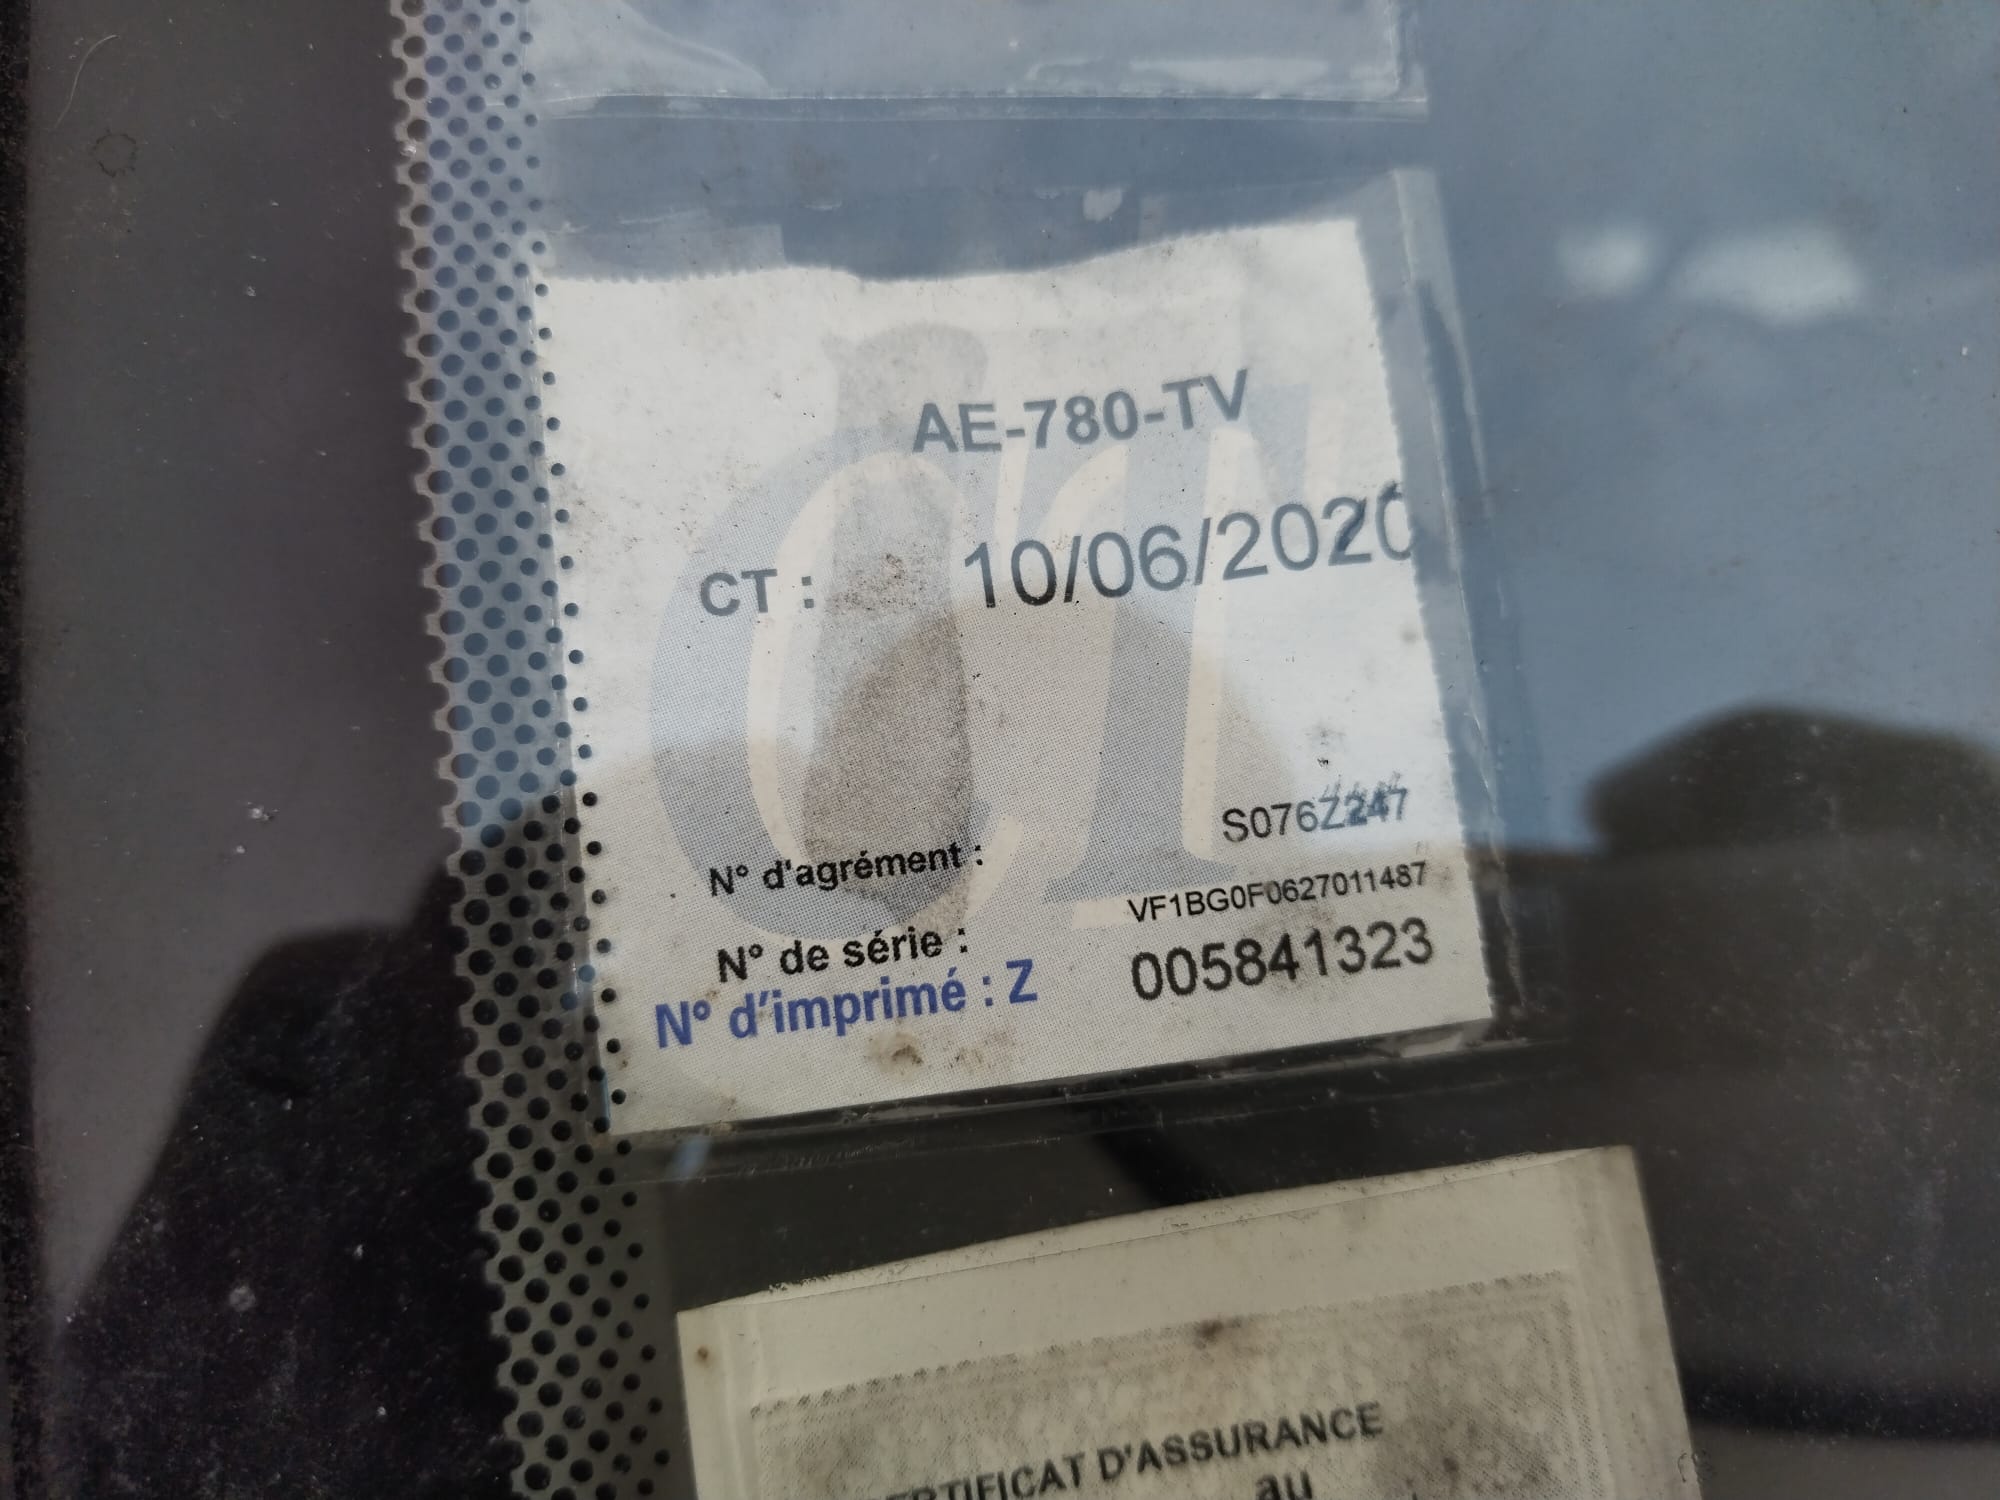 AE-780-TV
CT : 10/06/2020
N° d'agrément : S076Z247
N° de série : VF1BG0F0627011487
N° d'imprimé : Z 005841323
CERTIFICAT D'ASSURANCE
au